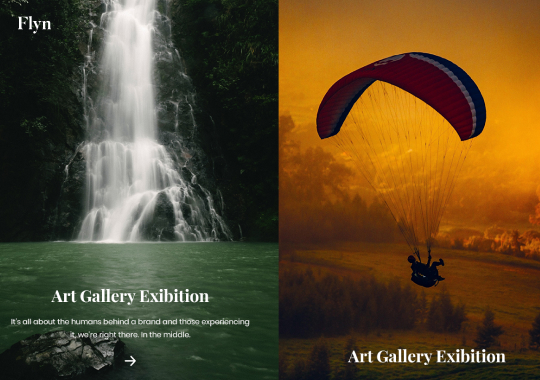 Flyn
Art Gallery Exibition
It's all about the humans behind a brand and those experiencing
it, we're right there. In the middle.
Art Gallery Exibition